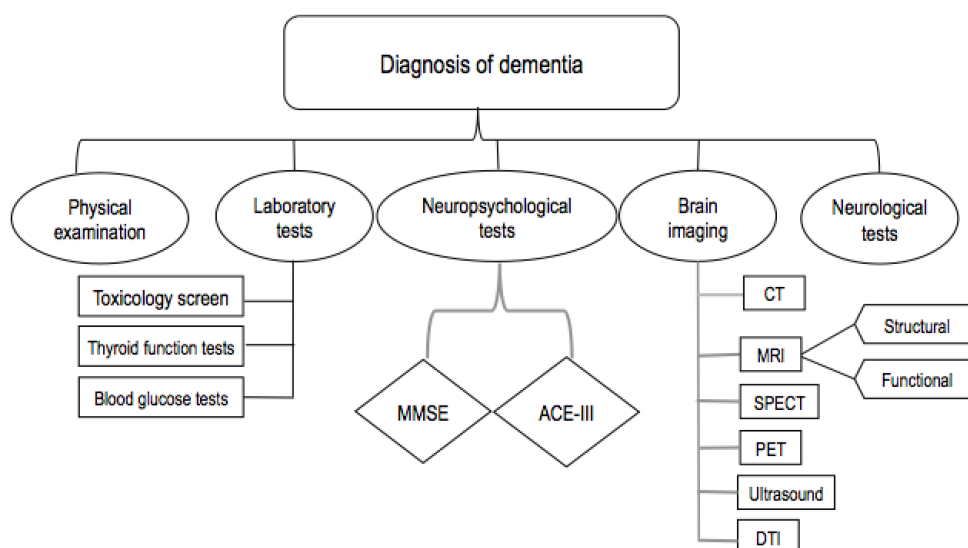 Diagnosis of dementia
Physical
examination
Laboratory
tests
Neuropsychological
tests
Brain
imaging
Neurological
tests
Toxicology screen
Thyroid function tests
Blood glucose tests
MMSE
ACE-III
CT
MRI
Structural
Functional
SPECT
PET
Ultrasound
DTI